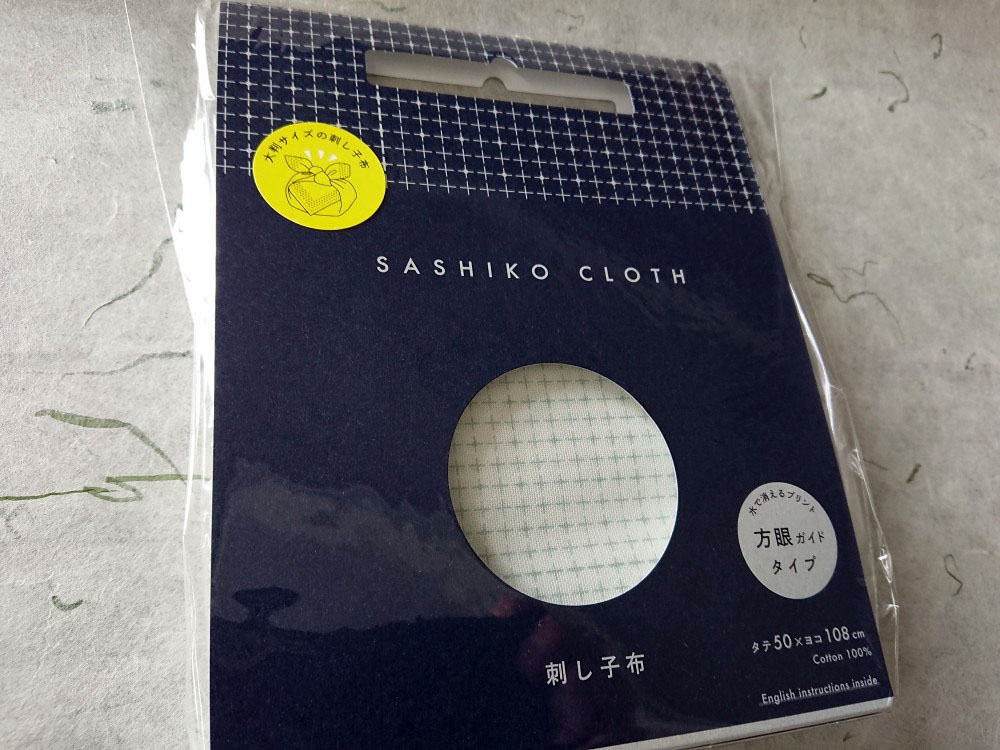 大判サイズの刺し子布
SASHIKO CLOTH
水で消えるプリント
方眼ガイド
タイプ
刺し子布
タテ50×ヨコ108cm
Cotton 100%
English instructions inside